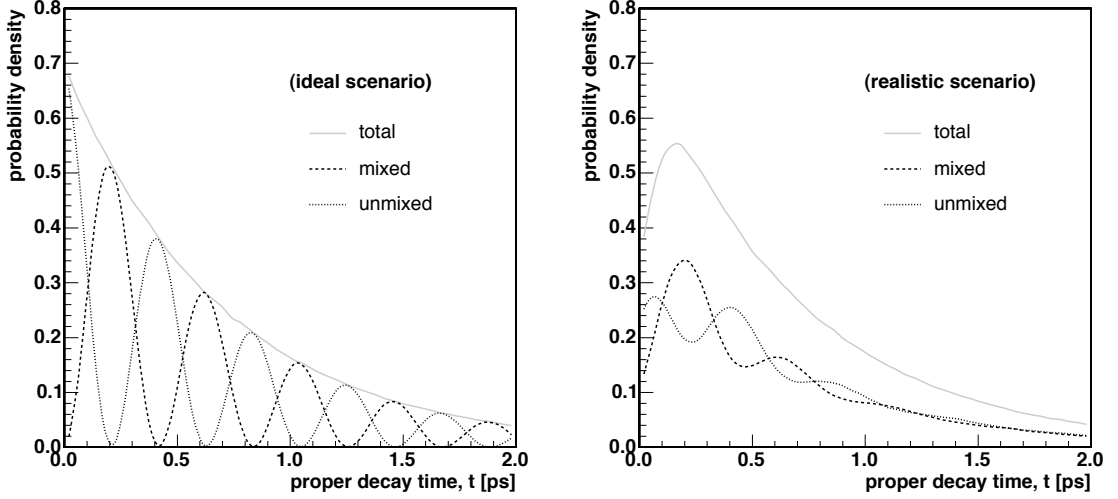 probability density
0.8
0.7
0.6
0.5
0.4
0.3
0.2
0.1
0.0
(ideal scenario)
total
mixed
unmixed
0.0
0.5
1.0
1.5
2.0
proper decay time, t [ps]
probability density
0.8
0.7
0.6
0.5
0.4
0.3
0.2
0.1
0.0
(realistic scenario)
total
mixed
unmixed
0.0
0.5
1.0
1.5
2.0
proper decay time, t [ps]